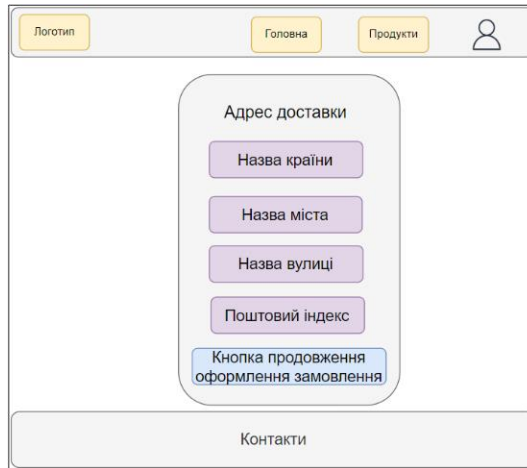 Логотип
Головна
Продукти
Адрес доставки
Назва країни
Назва міста
Назва вулиці
Поштовий індекс
Кнопка продовження
оформлення замовлення
Контакти